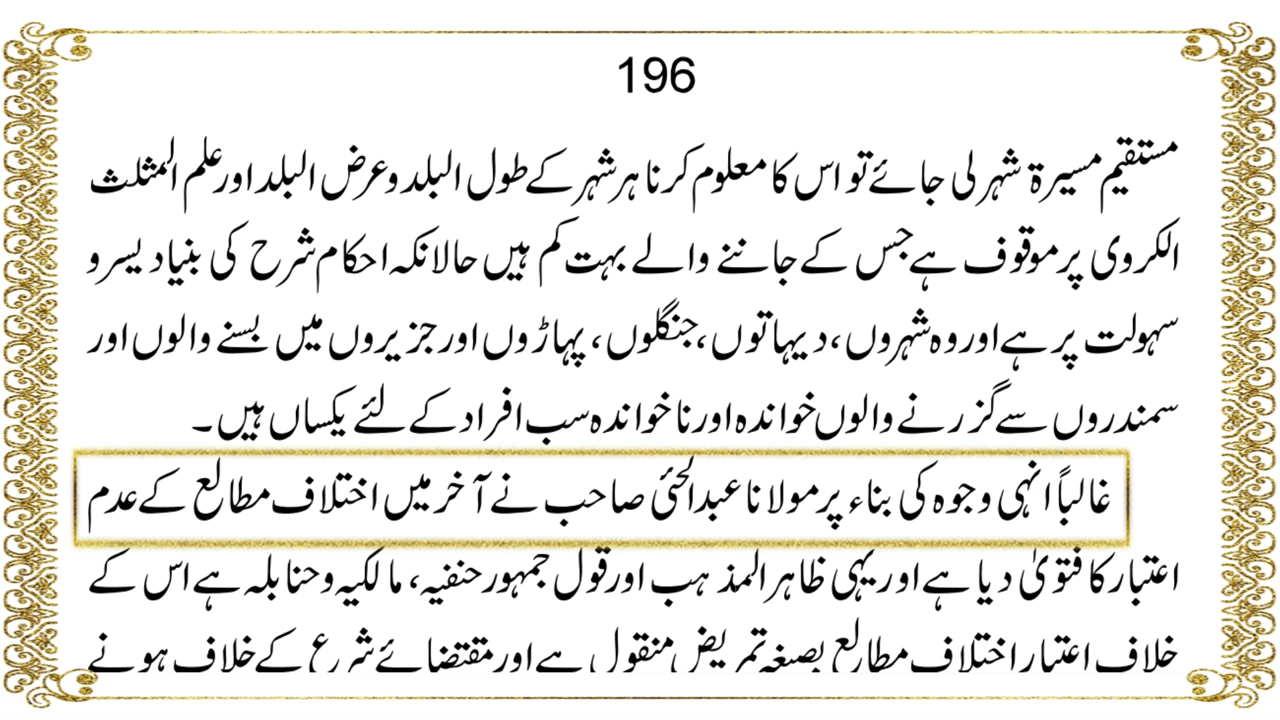 196
مستقیم مسیرۃ شہر لی جائے تو اس کا معلوم کرنا ہر شہر کے طول البلد وعرض البلد اور علم المثلث
الکروی پر موقوف ہے جس کے جاننے والے بہت کم ہیں حالانکہ احکام شرح کی بنیاد یسر و
سہولت پر ہے اور وہ شہروں، دیہاتوں، جنگلوں، پہاڑوں اور جزیروں میں بسنے والوں اور
سمندروں سے گزرنے والوں خواندہ اور ناخواندہ سب افراد کے لئے یکساں ہیں۔
غالباً انہی وجوہ کی بناء پر مولانا عبدالحئی صاحب نے آخر میں اختلاف مطالع کے عدم
اعتبار کا فتویٰ دیا ہے اور یہی ظاہر المذہب اور قول جمہور حنفیہ، مالکیہ وحنابلہ ہے اس کے
خلاف اعتبار اختلاف مطالع بصیغہ تمریض منقول ہے اور مقتضائے شرع کے خلاف ہونے